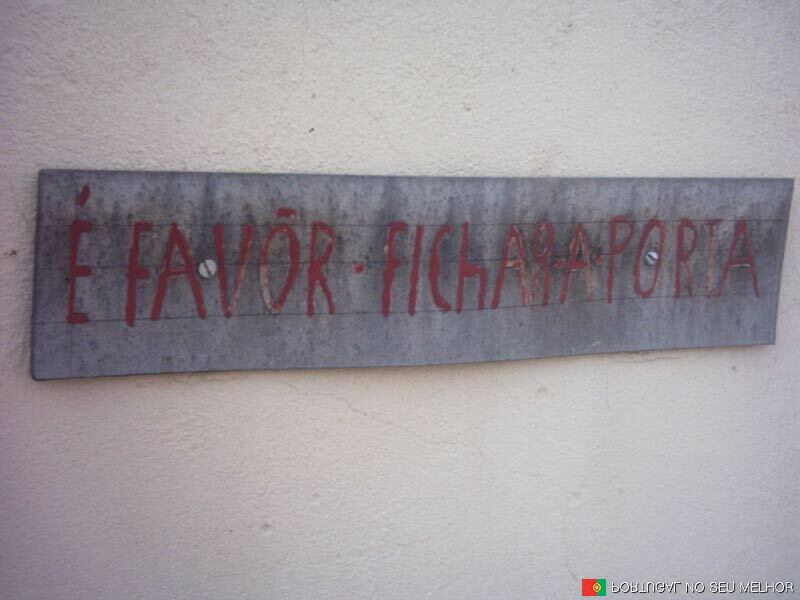 É FAVŌR · FIChAR · A · PORTA
PORTUGAL NO SEU MELHOR